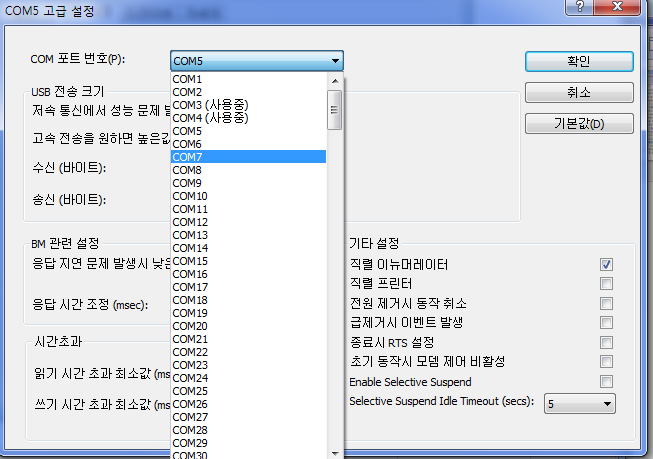 COM5 고급 설정
COM 포트 번호(P):
COM5
확인
취소
기본값(D)
COM1
COM2
COM3 (사용중)
COM4 (사용중)
COM5
COM6
COM7
COM8
COM9
COM10
COM11
COM12
COM13
COM14
COM15
COM16
COM17
COM18
COM19
COM20
COM21
COM22
COM23
COM24
COM25
COM26
COM27
COM28
COM29
COM30
USB 전송 크기
저속 통신에서 성능 문제
고속 전송을 원하면 높은값
수신 (바이트):
송신 (바이트):
BM 관련 설정
응답 지연 문제 발생시 낮은
응답 시간 조정 (msec):
시간초과
읽기 시간 초과 최소값 (ms
쓰기 시간 초과 최소값 (ms
기타 설정
직렬 이뉴머레이터
직렬 프린터
전원 제거시 동작 취소
급제거시 이벤트 발생
종료시 RTS 설정
초기 동작시 모뎀 제어 비활성
Enable Selective Suspend
Selective Suspend Idle Timeout (secs):
5